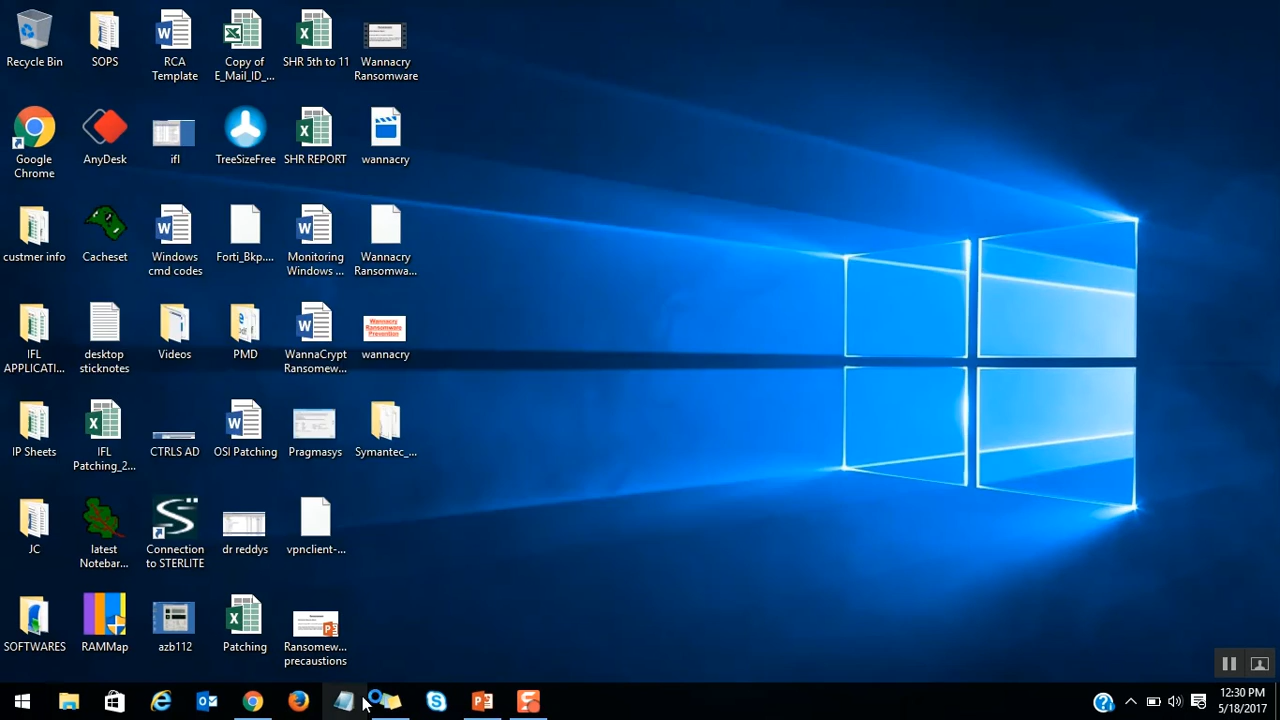 Recycle Bin
SOPS
RCA
Template
Copy of
E_Mail_ID_...
SHR 5th to 11
Wannacry
Ransomware
Google
Chrome
AnyDesk
ifl
TreeSizeFree
SHR REPORT
wannacry
custmer info
Cacheset
Windows
cmd codes
Forti_Bkp....
Monitoring
Windows ...
Wannacry
Ransomwa...
IFL
APPLICATI...
desktop
sticknotes
Videos
PMD
WannaCrypt
Ransomew...
Wannacry
Ransomware
Prevention
wannacry
IP Sheets
IFL
Patching_2...
CTRLS AD
OSI Patching
Pragmasys
Symantec_...
JC
latest
Notebar...
Connection
to STERLITE
dr reddys
vpnclient-...
SOFTWARES
RAMMap
azb112
Patching
Ransomew...
precaustions
12:30 PM
5/18/2017